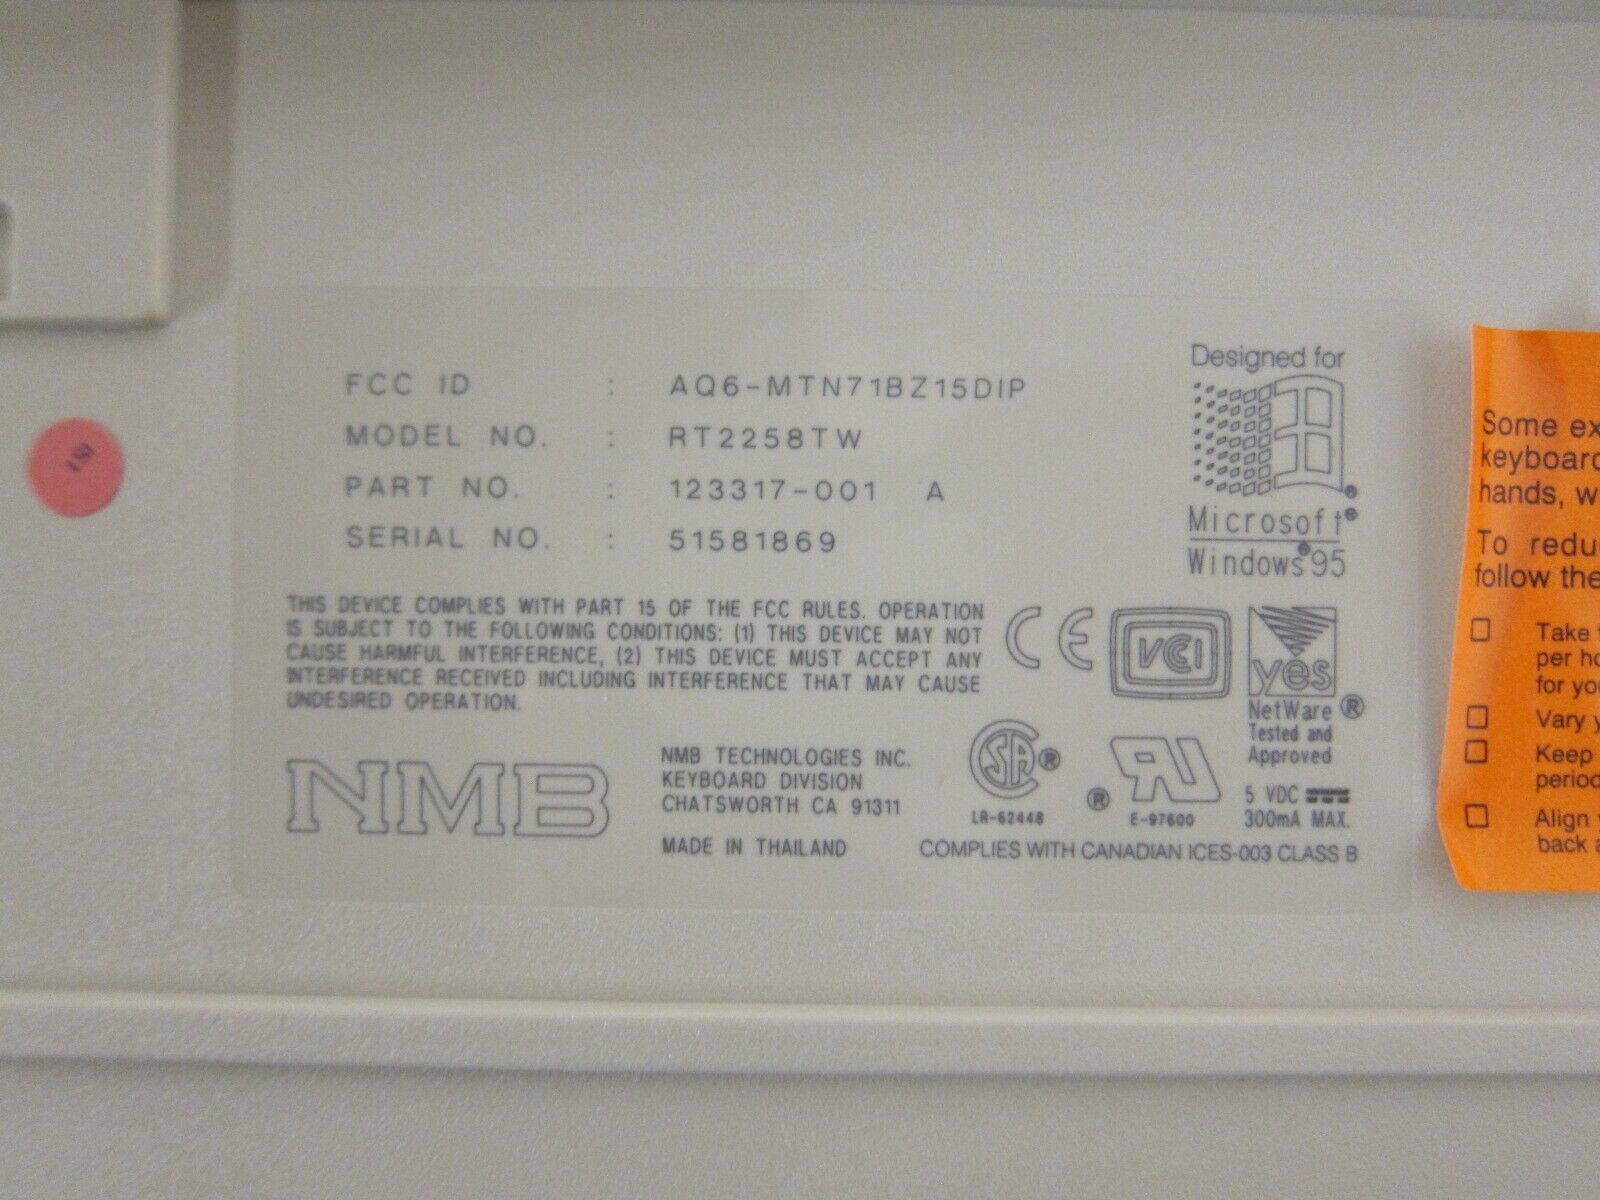 FCC ID : AQ6-MTN71BZ15DIP
MODEL NO. : RT2258TW
PART NO. : 123317-001 A
SERIAL NO. : 51581869
Designed for
Microsoft®
Windows®95
THIS DEVICE COMPLIES WITH PART 15 OF THE FCC RULES. OPERATION
IS SUBJECT TO THE FOLLOWING CONDITIONS: (1) THIS DEVICE MAY NOT
CAUSE HARMFUL INTERFERENCE, (2) THIS DEVICE MUST ACCEPT ANY
INTERFERENCE RECEIVED INCLUDING INTERFERENCE THAT MAY CAUSE
UNDESIRED OPERATION.
CE
VCCI
yes
NetWare®
Tested and
Approved
NMB
NMB TECHNOLOGIES INC.
KEYBOARD DIVISION
CHATSWORTH CA 91311
MADE IN THAILAND
SA®
LR-62448
® RU
E-97600
5 VDC
300mA MAX.
COMPLIES WITH CANADIAN ICES-003 CLASS B
Some ex
keyboard
hands, w
To redu
follow the
Take
per ho
for you
Vary y
Keep
period
Align
back a